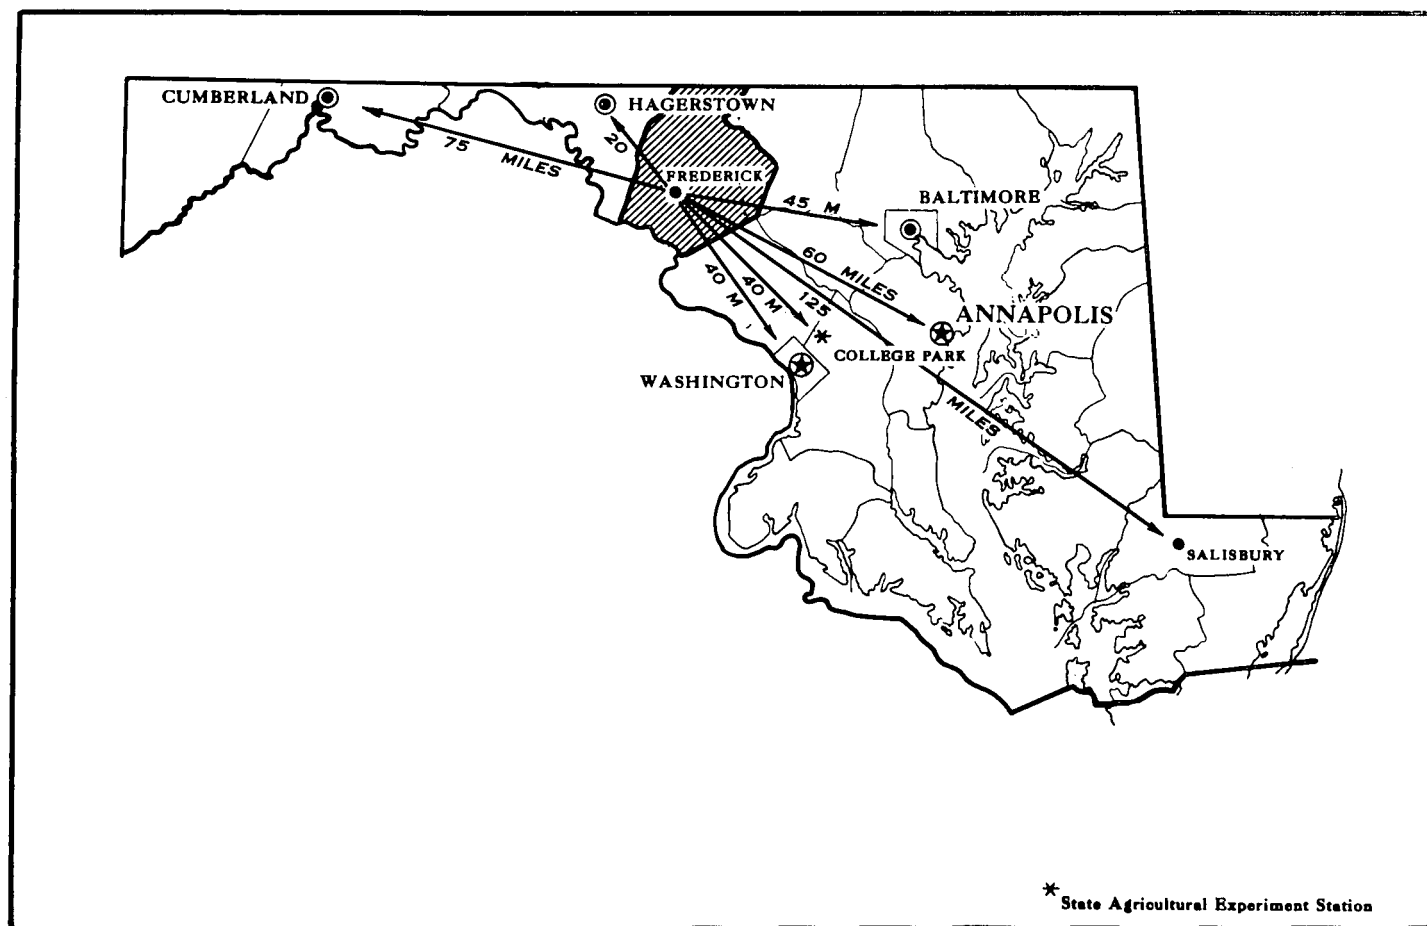 CUMBERLAND
HAGERSTOWN
75 MILES
20
FREDERICK
45 M
BALTIMORE
60 MILES
40 M
40 M
125 MILES
ANNAPOLIS
COLLEGE PARK
WASHINGTON
SALISBURY
* State Agricultural Experiment Station